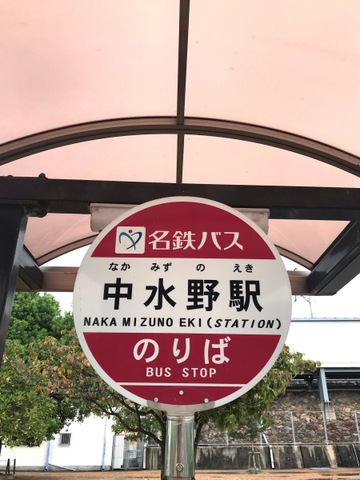 名鉄バス
なか みず の えき
中水野駅
NAKA MIZUNO EKI (STATION)
のりば
BUS STOP